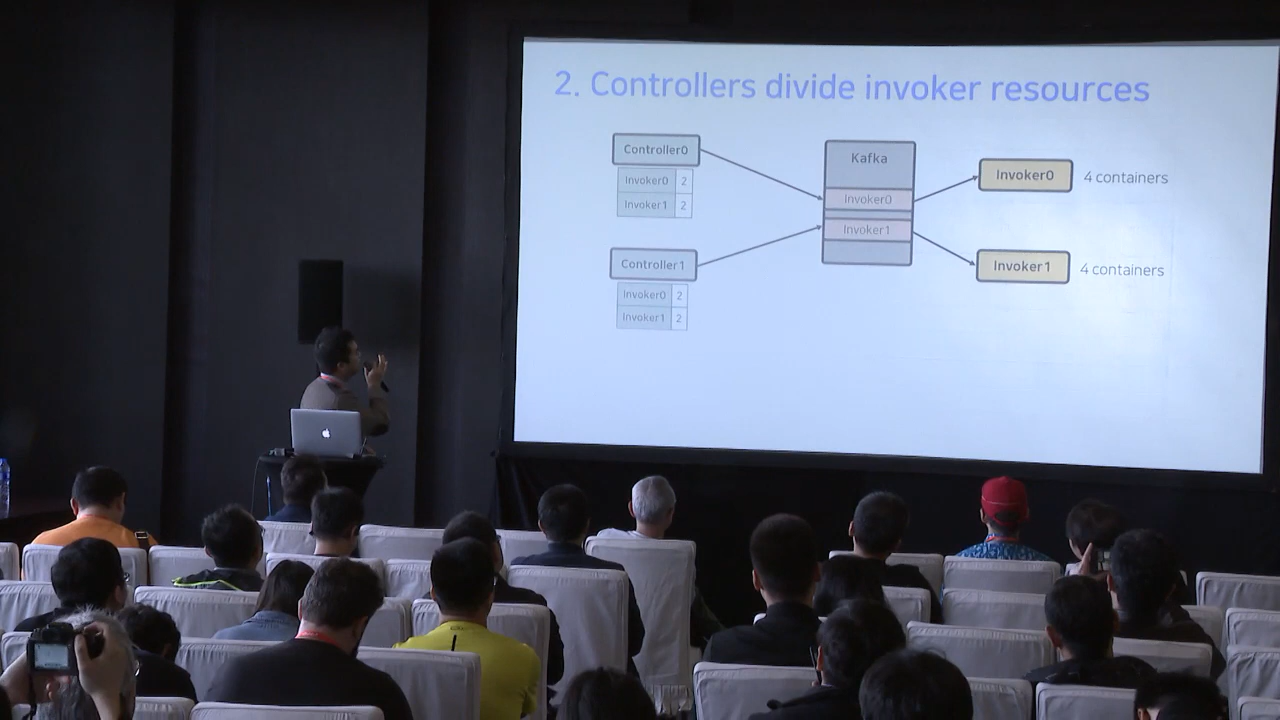 2. Controllers divide invoker resources
Controller0
Invoker0 2
Invoker1 2
Controller1
Invoker0 2
Invoker1 2
Kafka
Invoker0
Invoker1
Invoker0 4 containers
Invoker1 4 containers